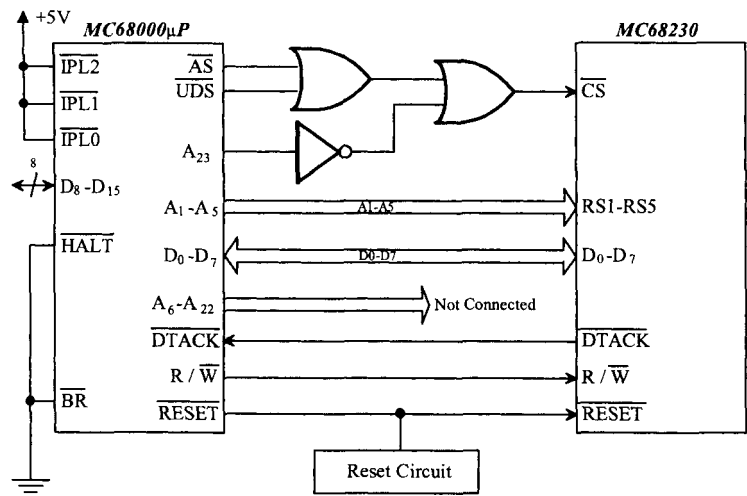 +5V
MC68000μP
MC68230
IPL2
IPL1
IPL0
8
D8-D15
HALT
BR
AS
UDS
A23
A1-A5
D0-D7
A6-A22
DTACK
R / W
RESET
A1-A5
D0-D7
Not Connected
Reset Circuit
CS
RS1-RS5
D0-D7
DTACK
R / W
RESET